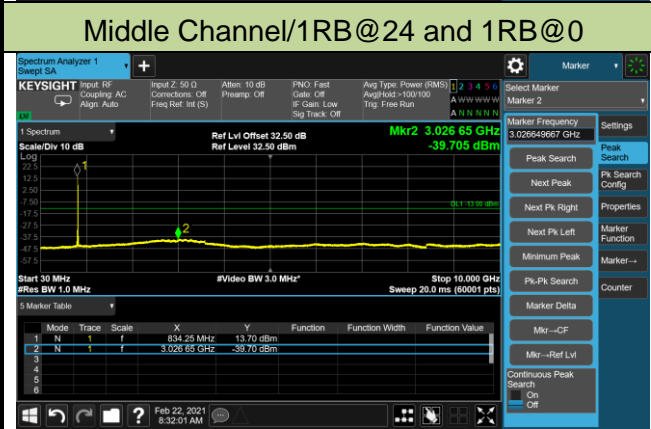 Middle Channel/1RB@24 and 1RB@0
Spectrum Analyzer 1
Swept SA
+
Marker
KEYSIGHT
Input: RF
Coupling: AC
Align: Auto
Input Z: 50 Ω
Corrections: Off
Freq Ref: Int (S)
Atten: 10 dB
Preamp: Off
PNO: Fast
Gate: Off
IF Gain: Low
Sig Track: Off
Avg Type: Power (RMS)
Avg|Hold:>100/100
Trig: Free Run
1 2 3 4 5 6
A W W W W W
A N N N N N
Select Marker
Marker 2
1 Spectrum
Scale/Div 10 dB
Ref Lvl Offset 32.50 dB
Ref Level 32.50 dBm
Mkr2 3.026 65 GHz
-39.705 dBm
Log
22.5
12.5
2.50
-7.50
-17.5
-27.5
-37.5
-47.5
-57.5
1
2
DL1 -13.00 dBm
Start 30 MHz
#Res BW 1.0 MHz
#Video BW 3.0 MHz*
Stop 10.000 GHz
Sweep 20.0 ms (60001 pts)
5 Marker Table
Mode Trace Scale X Y Function Function Width Function Value
1 N 1 f 834.25 MHz 13.70 dBm
2 N 1 f 3.026 65 GHz -39.70 dBm
3
4
5
6
Marker Frequency
3.026649667 GHz
Peak Search
Next Peak
Next Pk Right
Next Pk Left
Minimum Peak
Pk-Pk Search
Marker Delta
Mkr→CF
Mkr→Ref Lvl
Continuous Peak
Search
On
Off
Settings
Peak
Search
Pk Search
Config
Properties
Marker
Function
Marker→
Counter
?
Feb 22, 2021
8:32:01 AM